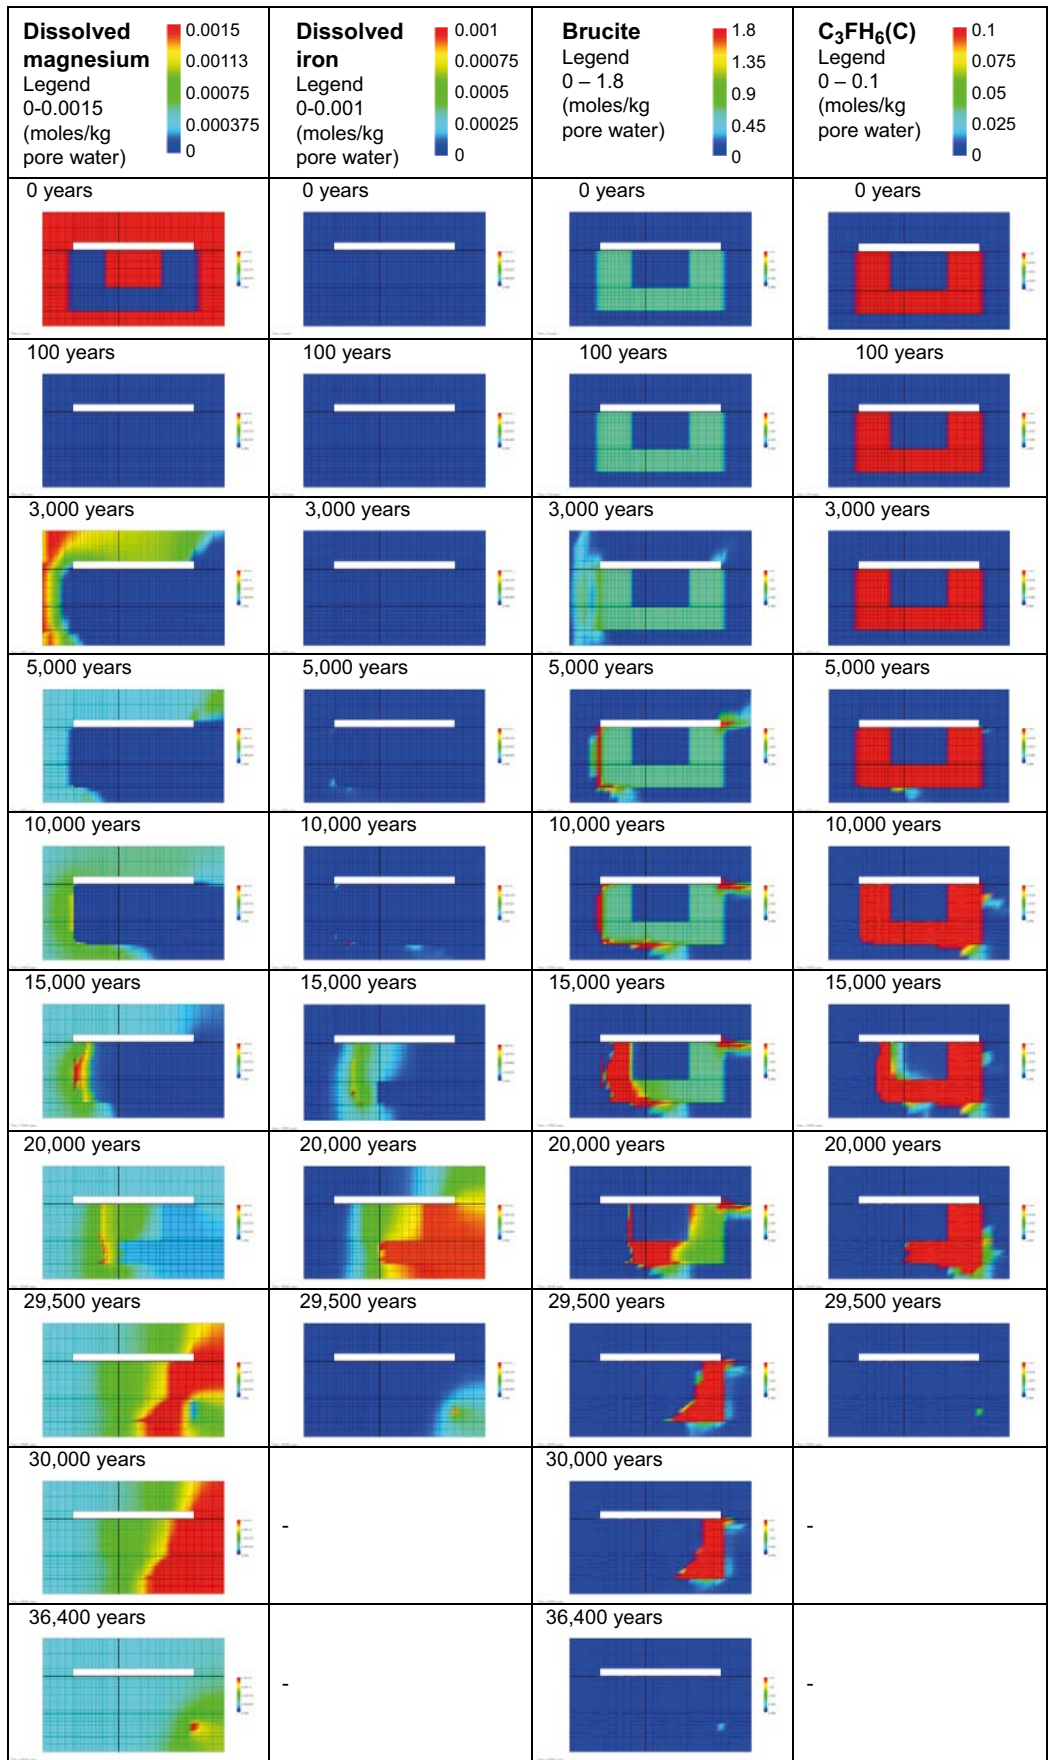 Dissolved
magnesium
Legend
0-0.0015
(moles/kg
pore water)
0.0015
0.00113
0.00075
0.000375
0
Dissolved
iron
Legend
0-0.001
(moles/kg
pore water)
0.001
0.00075
0.0005
0.00025
0
Brucite
Legend
0 – 1.8
(moles/kg
pore water)
1.8
1.35
0.9
0.45
0
C₃FH₆(C)
Legend
0 – 0.1
(moles/kg
pore water)
0.1
0.075
0.05
0.025
0
0 years
0 years
0 years
0 years
100 years
100 years
100 years
100 years
3,000 years
3,000 years
3,000 years
3,000 years
5,000 years
5,000 years
5,000 years
5,000 years
10,000 years
10,000 years
10,000 years
10,000 years
15,000 years
15,000 years
15,000 years
15,000 years
20,000 years
20,000 years
20,000 years
20,000 years
29,500 years
29,500 years
29,500 years
29,500 years
30,000 years
-
30,000 years
-
36,400 years
-
36,400 years
-